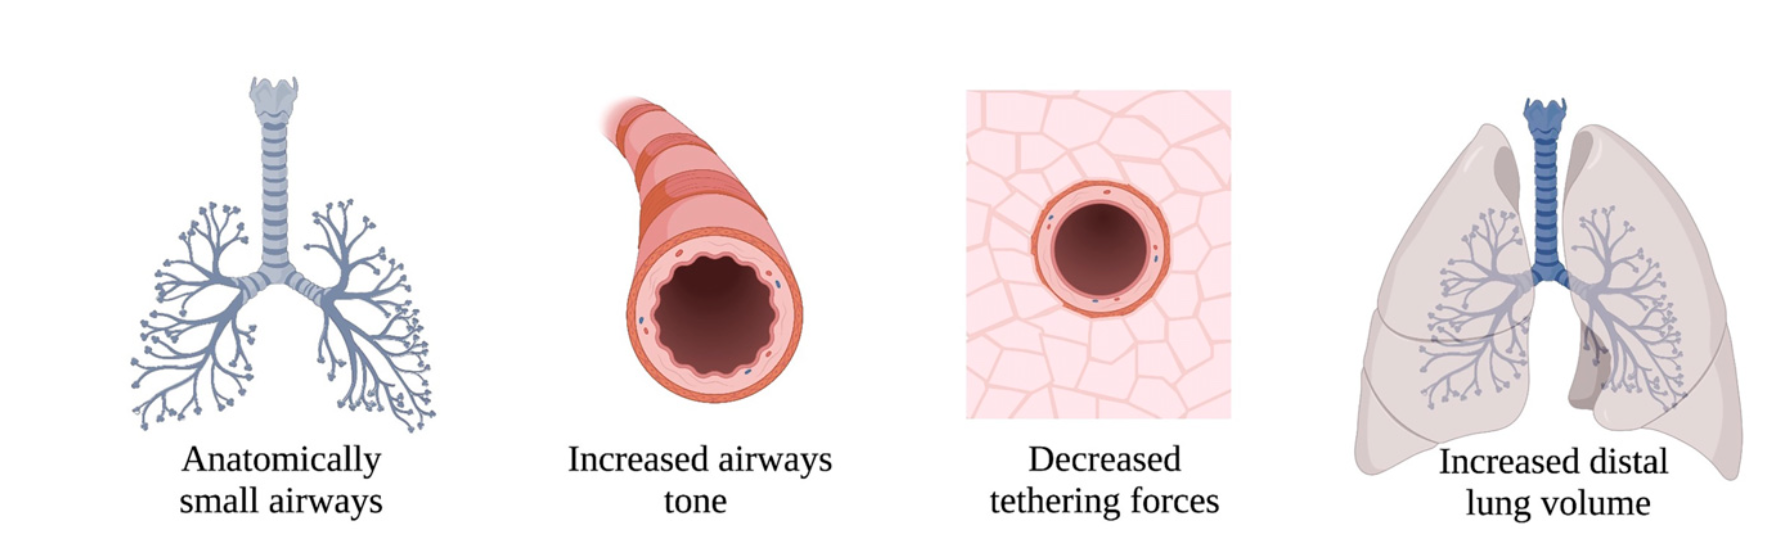 Anatomically
small airways
Increased airways
tone
Decreased
tethering forces
Increased distal
lung volume